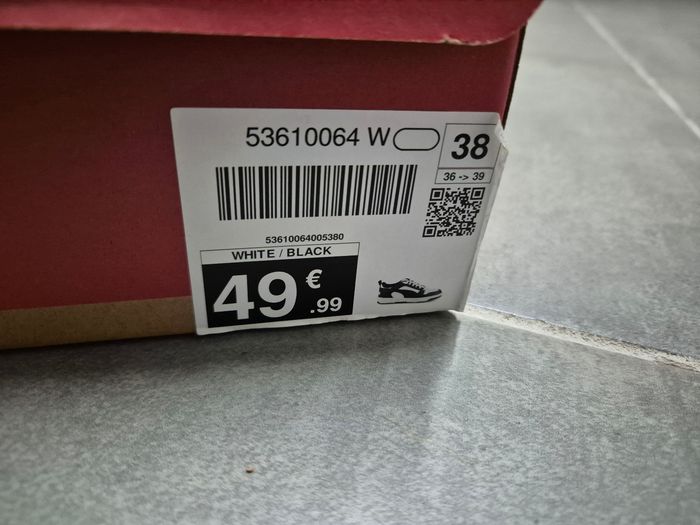 53610064 W
38
36 -> 39
53610064005380
WHITE / BLACK
49 € .99